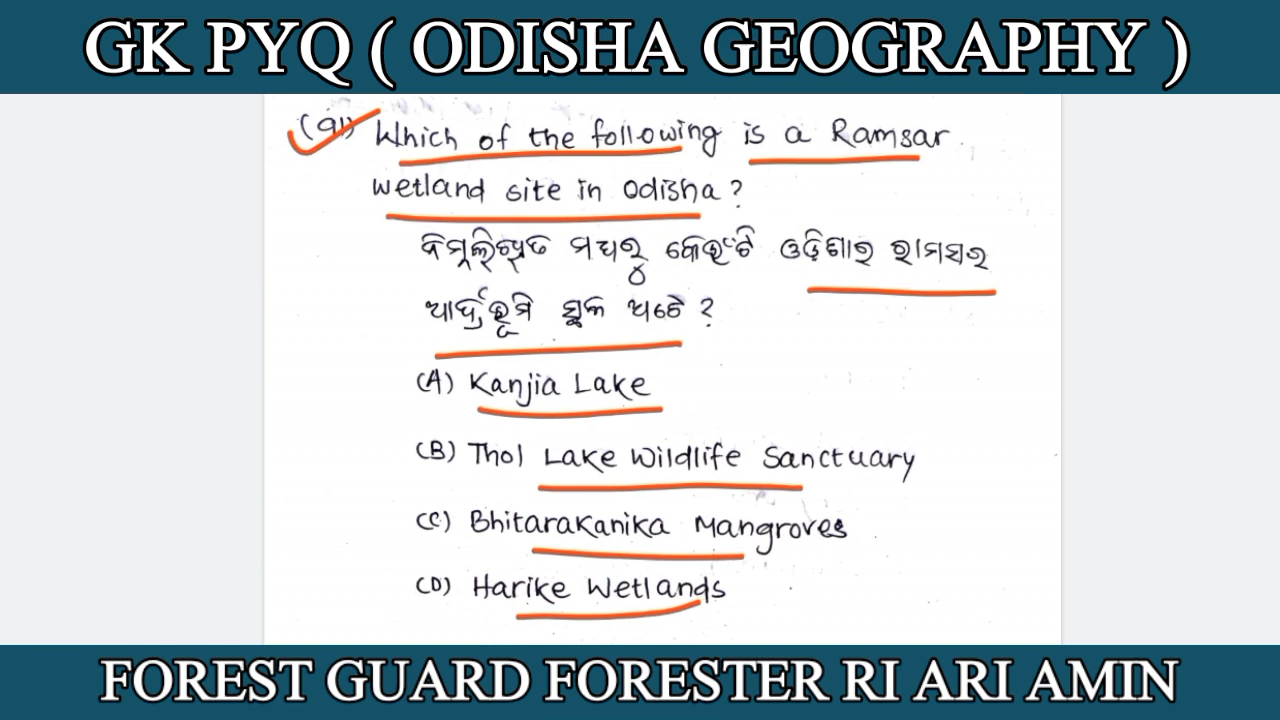 GK PYQ ( ODISHA GEOGRAPHY )
(91) Which of the following is a Ramsar
wetland site in Odisha?
ନିମ୍ନଲିଖିତ ମଧ୍ୟରୁ କେଉଁଟି ଓଡ଼ିଶାର ରାମସର
ଆର୍ଦ୍ରଭୂମି ସ୍ଥଳ ଅଟେ ?
(A) Kanjia Lake
(B) Thol Lake Wildlife Sanctuary
(C) Bhitarakanika Mangroves
(D) Harike Wetlands
FOREST GUARD FORESTER RI ARI AMIN